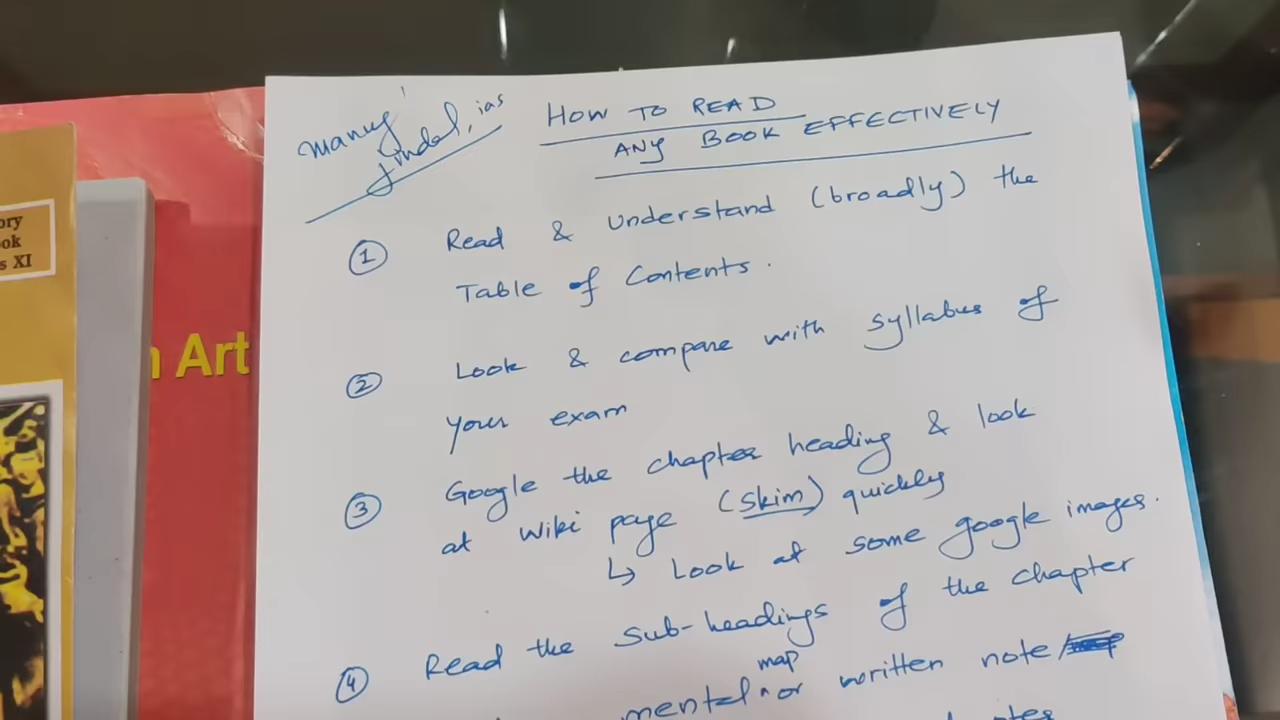 manuj
jindal, ias
HOW TO READ
ANY BOOK EFFECTIVELY
① Read & understand (broadly) the
Table of Contents.
② Look & compare with syllabus of
your exam
③ Google the chapter heading & look
at wiki page (skim) quickly
↳ Look at some google images.
④ Read the sub-headings of the chapter
map
mental ^ or written note/
ory
ok
s XI
Art